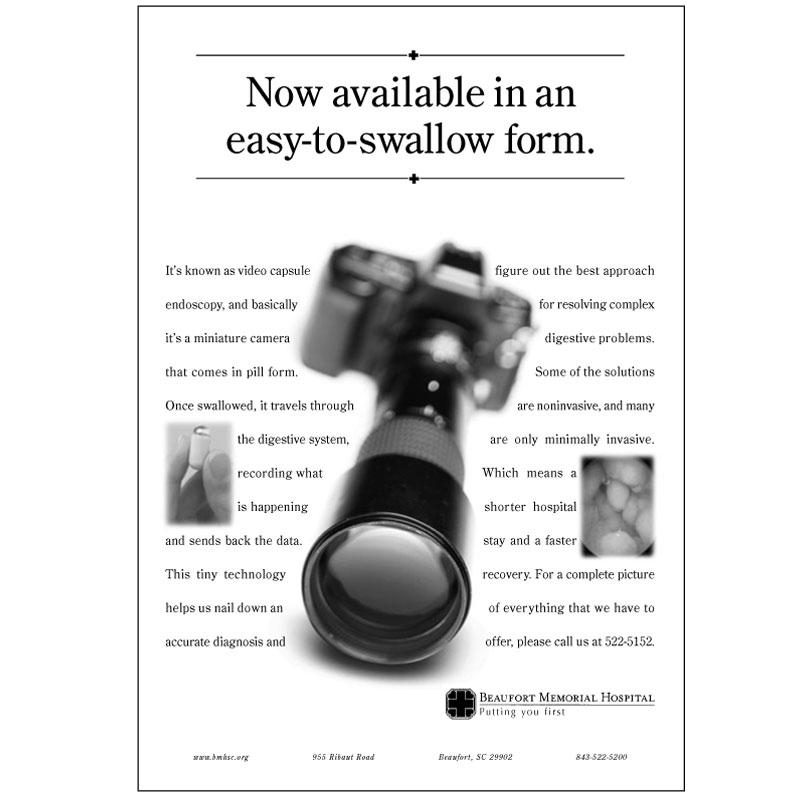 Now available in an
easy-to-swallow form.
It's known as video capsule
endoscopy, and basically
it's a miniature camera
that comes in pill form.
Once swallowed, it travels through
the digestive system,
recording what
is happening
and sends back the data.
This tiny technology
helps us nail down an
accurate diagnosis and
figure out the best approach
for resolving complex
digestive problems.
Some of the solutions
are noninvasive, and many
are only minimally invasive.
Which means a
shorter hospital
stay and a faster
recovery. For a complete picture
of everything that we have to
offer, please call us at 522-5152.
BEAUFORT MEMORIAL HOSPITAL
Putting you first
www.bmhsc.org 955 Ribaut Road Beaufort, SC 29902 843-522-5200